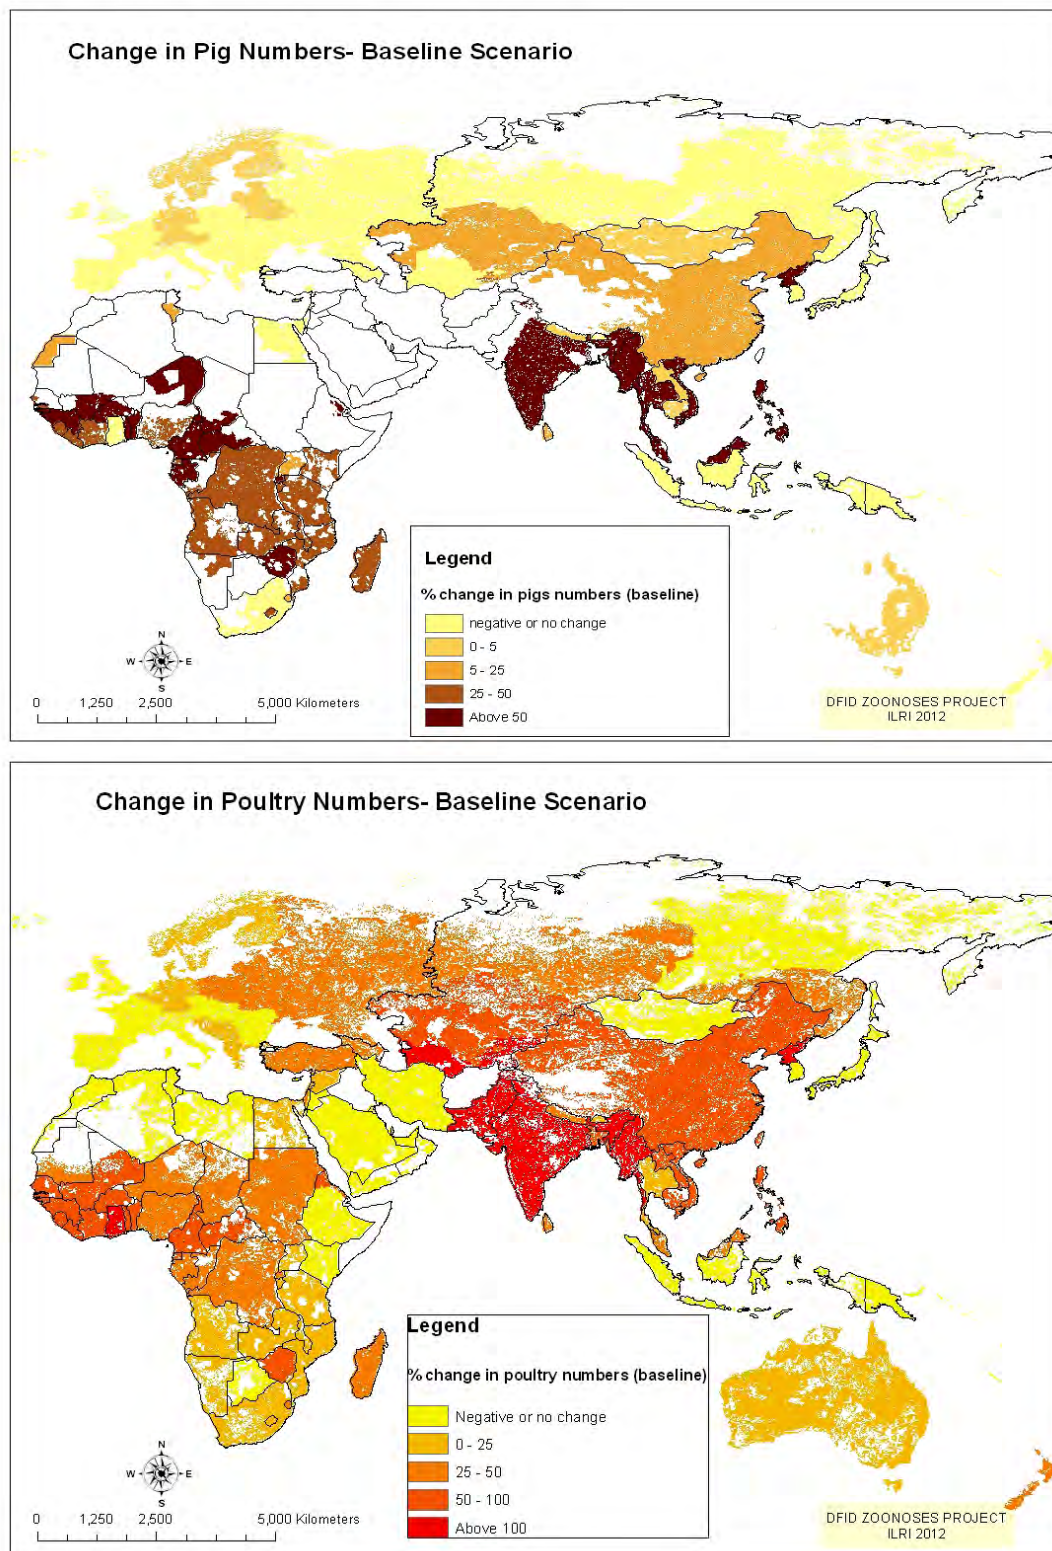 Change in Pig Numbers- Baseline Scenario
Legend
% change in pigs numbers (baseline)
negative or no change
0 - 5
5 - 25
25 - 50
Above 50
N
W
E
S
0
1,250
2,500
5,000 Kilometers
DFID ZOONOSES PROJECT
ILRI 2012
Change in Poultry Numbers- Baseline Scenario
Legend
% change in poultry numbers (baseline)
Negative or no change
0 - 25
25 - 50
50 - 100
Above 100
N
W
E
S
0
1,250
2,500
5,000 Kilometers
DFID ZOONOSES PROJECT
ILRI 2012